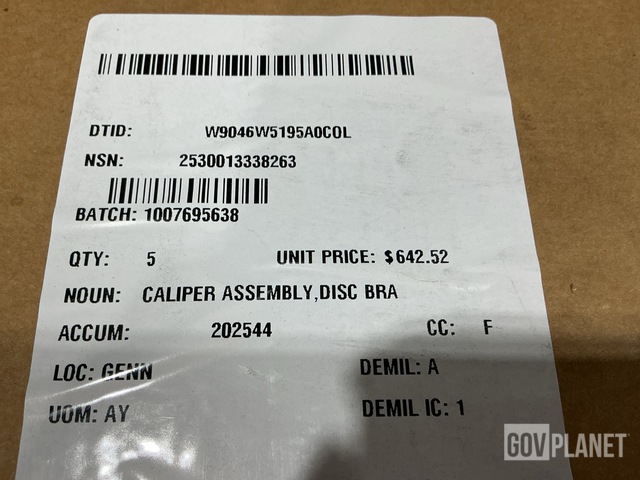 DTID: W9046W5195A0COL
NSN: 2530013338263
BATCH: 1007695638
QTY: 5 UNIT PRICE: $642.52
NOUN: CALIPER ASSEMBLY,DISC BRA
ACCUM: 202544 CC: F
LOC: GENN DEMIL: A
UOM: AY DEMIL IC: 1
GOVPLANET